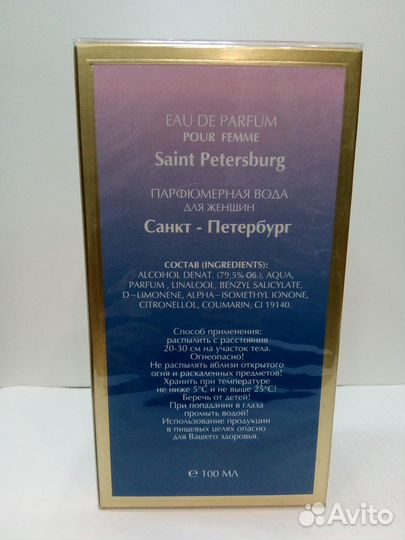 EAU DE PARFUM
POUR FEMME
Saint Petersburg
ПАРФЮМЕРНАЯ ВОДА
ДЛЯ ЖЕНЩИН
Санкт - Петербург
СОСТАВ (INGREDIENTS):
ALCOHOL DENAT. (79,5% ОБ.), AQUA,
PARFUM , LINALOOL, BENZYL SALICYLATE,
D-LIMONENE, ALPHA-ISOMETHYL IONONE,
CITRONELLOL, COUMARIN, CI 19140.
Способ применения:
распылить с расстояния
20-30 см на участок тела.
Огнеопасно!
Не распылять вблизи открытого
огня и раскаленных предметов!
Хранить при температуре
не ниже 5°С и не выше 25°С!
Беречь от детей!
При попадании в глаза
промыть водой!
Использование продукции
в пищевых целях опасно
для Вашего здоровья.
℮ 100 МЛ
Avito